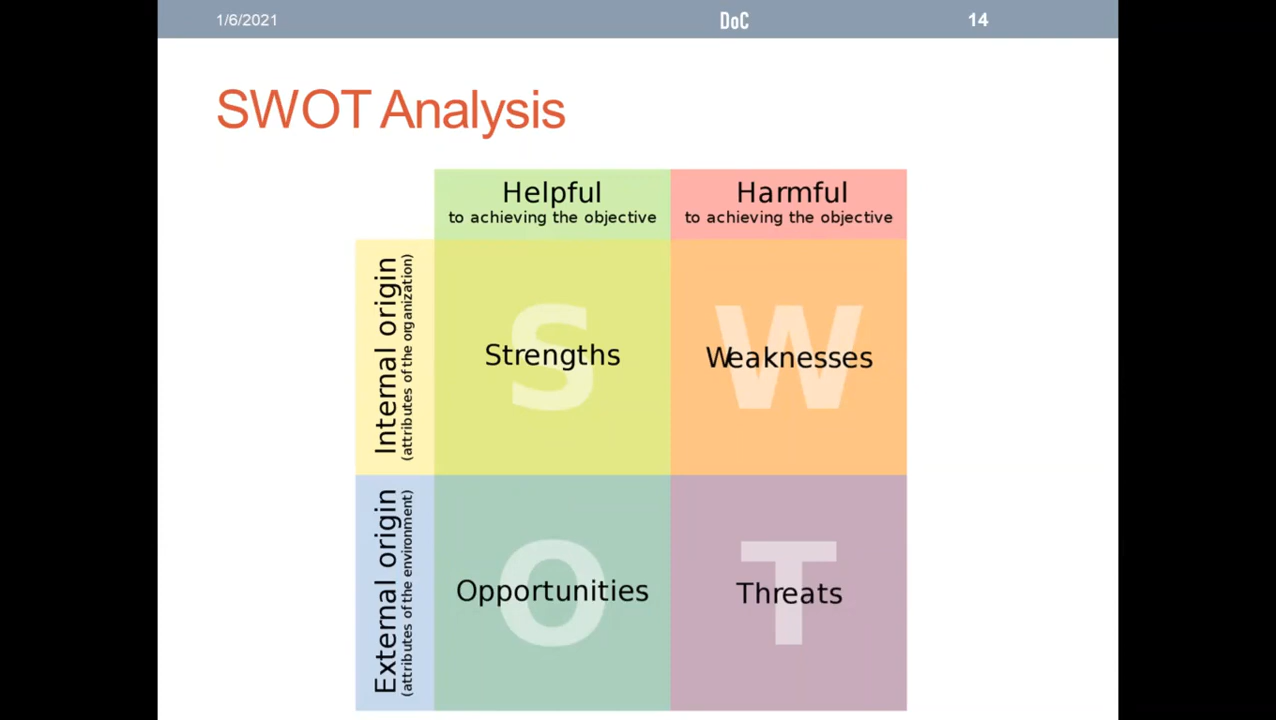 1/6/2021
DoC
14
SWOT Analysis
Helpful
to achieving the objective
Harmful
to achieving the objective
Internal origin
(attributes of the organization)
S
Strengths
W
Weaknesses
External origin
(attributes of the environment)
O
Opportunities
T
Threats